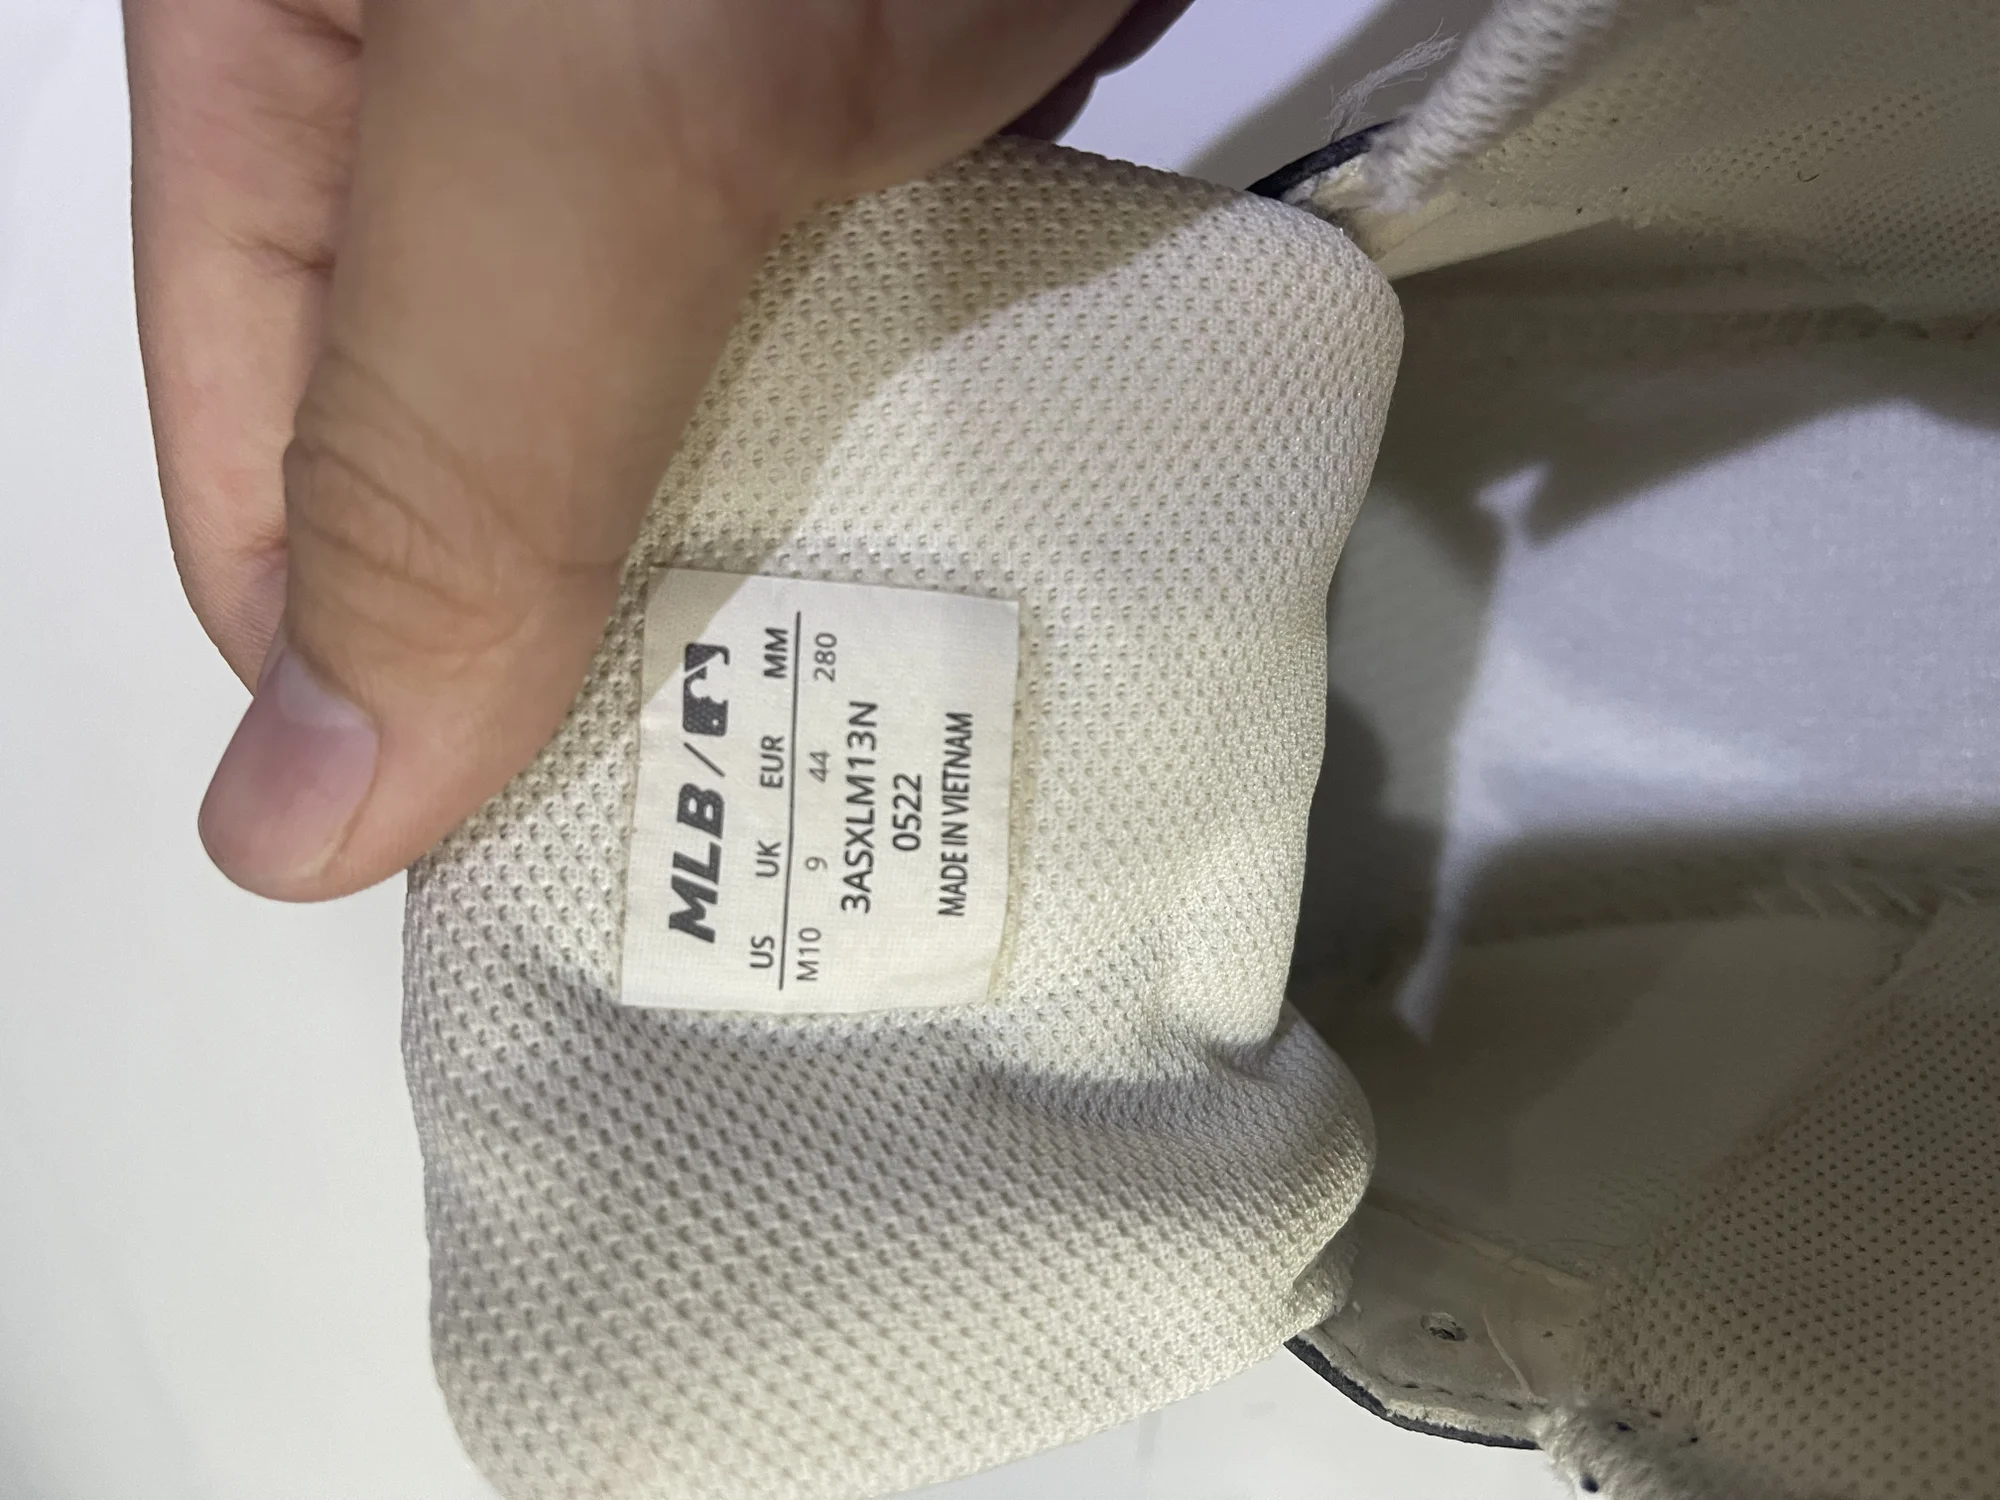 MLB /
US UK EUR MM
M10 9 44 280
3ASXLM13N
0522
MADE IN VIETNAM